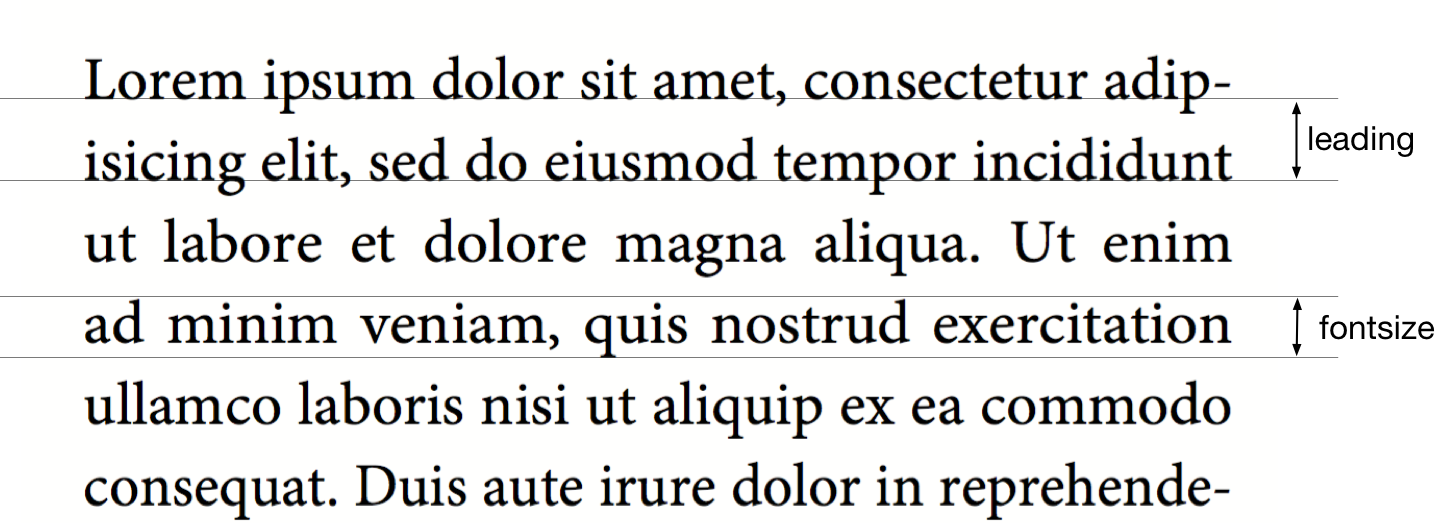 Lorem ipsum dolor sit amet, consectetur adip-
leading
isicing elit, sed do eiusmod tempor incididunt
ut labore et dolore magna aliqua. Ut enim
ad minim veniam, quis nostrud exercitation
fontsize
ullamco laboris nisi ut aliquip ex ea commodo
consequat. Duis aute irure dolor in reprehende-